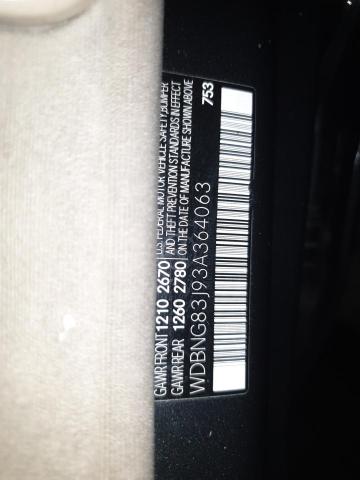 GAWR FRONT 1210 2670 U.S. FEDERAL MOTOR VEHICLE SAFETY, BUMPER
GAWR REAR 1260 2780 AND THEFT PREVENTION STANDARDS IN EFFECT
ON THE DATE OF MANUFACTURE SHOWN ABOVE
WDBNG83J93A364063 753